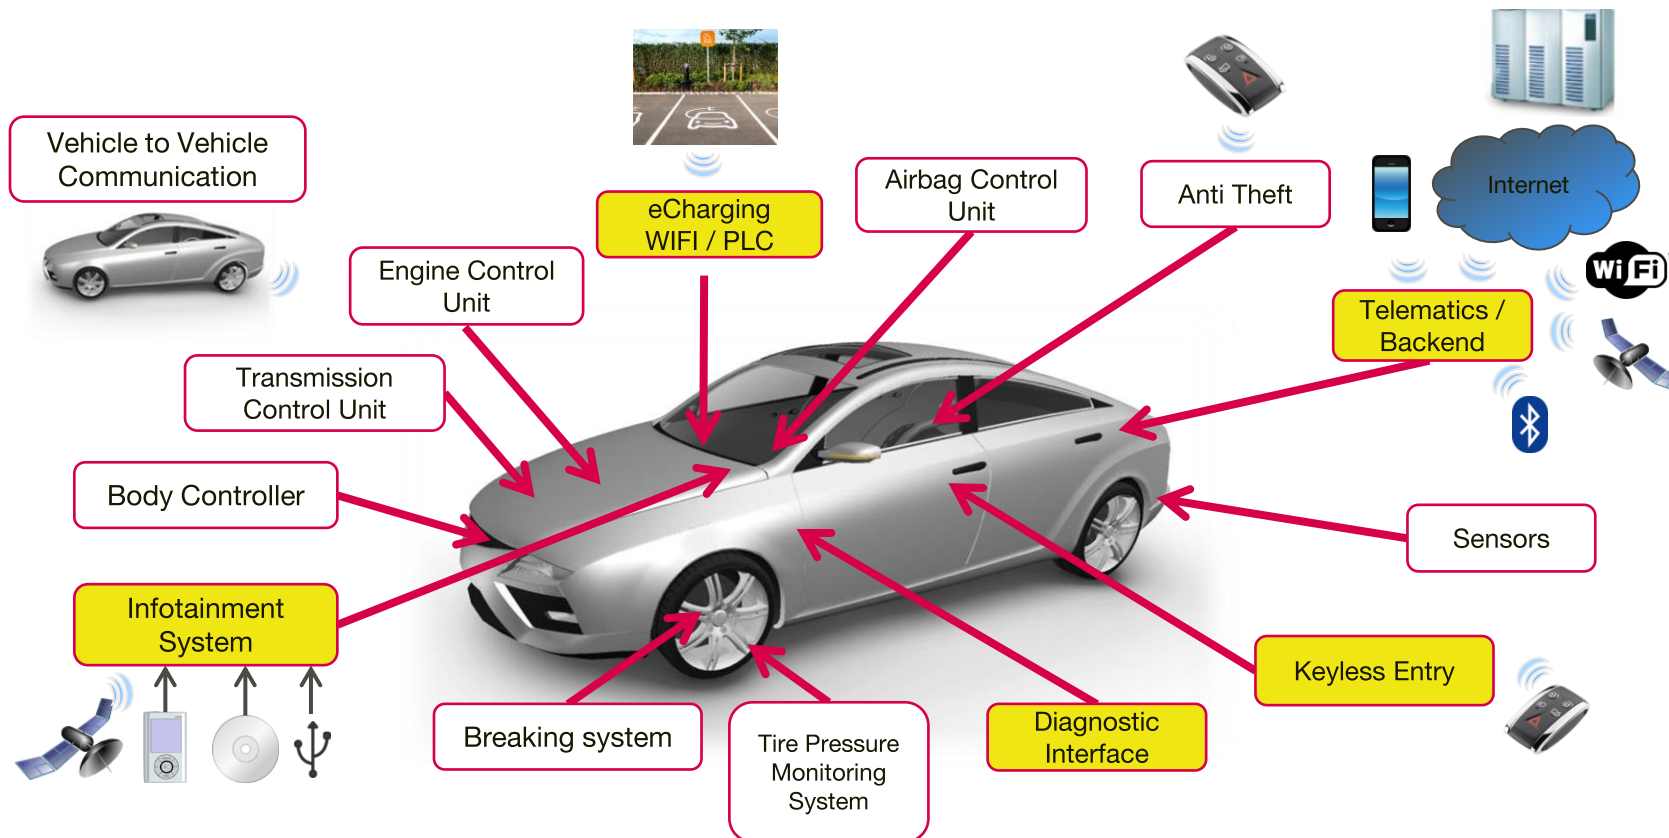 Vehicle to Vehicle
Communication
eCharging
WIFI / PLC
Airbag Control
Unit
Anti Theft
Internet
WiFi
Engine Control
Unit
Telematics /
Backend
Transmission
Control Unit
Body Controller
Sensors
Infotainment
System
Keyless Entry
Breaking system
Tire Pressure
Monitoring
System
Diagnostic
Interface